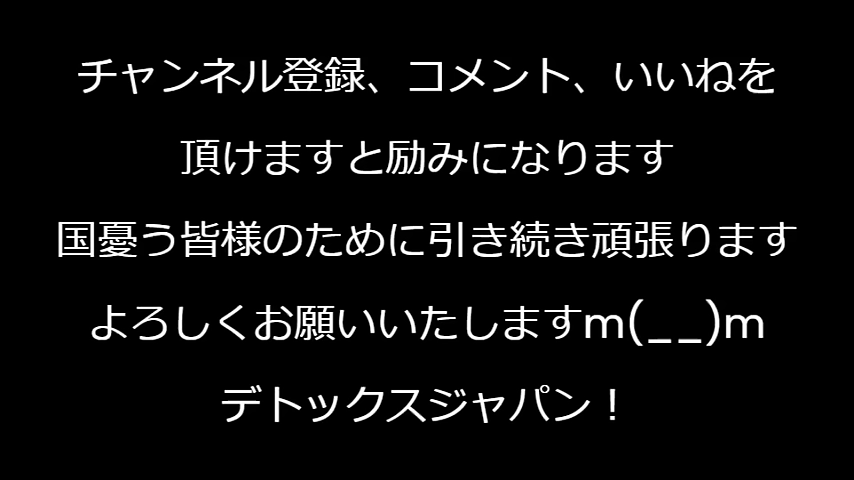 チャンネル登録、コメント、いいねを
頂けますと励みになります
国憂う皆様のために引き続き頑張ります
よろしくお願いいたしますm(__)m
デトックスジャパン！